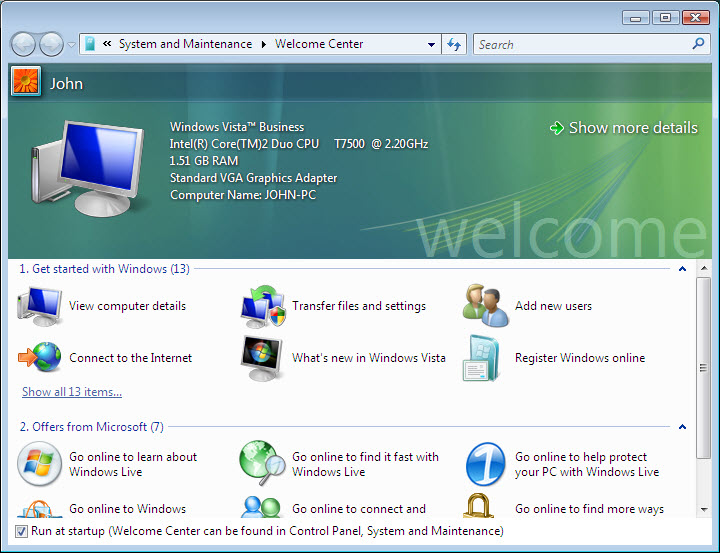 « System and Maintenance ▸ Welcome Center
Search
John
Windows Vista™ Business
Intel(R) Core(TM)2 Duo CPU T7500 @ 2.20GHz
1.51 GB RAM
Standard VGA Graphics Adapter
Computer Name: JOHN-PC
Show more details
welcome
1. Get started with Windows (13)
View computer details
Transfer files and settings
Add new users
Connect to the Internet
What's new in Windows Vista
Register Windows online
Show all 13 items...
2. Offers from Microsoft (7)
Go online to learn about
Windows Live
Go online to find it fast with
Windows Live
Go online to help protect
your PC with Windows Live
Go online to Windows
Go online to connect and
Go online to find more ways
Run at startup (Welcome Center can be found in Control Panel, System and Maintenance)